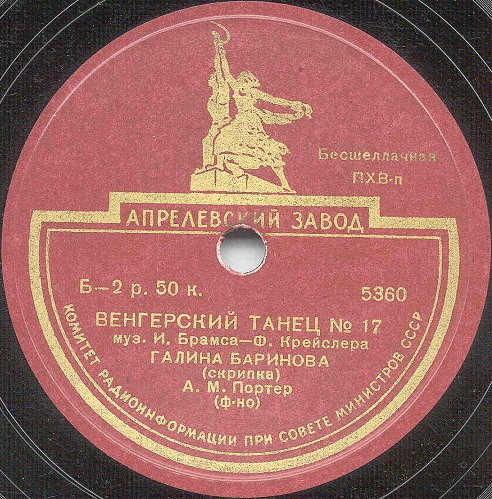 Бесшеллачная
ПХВ-п
АПРЕЛЕВСКИЙ ЗАВОД
Б—2 р. 50 к.
5360
ВЕНГЕРСКИЙ ТАНЕЦ № 17
муз. И. Брамса—Ф. Крейслера
ГАЛИНА БАРИНОВА
(скрипка)
А. М. Портер
(ф-но)
КОМИТЕТ РАДИОИНФОРМАЦИИ ПРИ СОВЕТЕ МИНИСТРОВ СССР